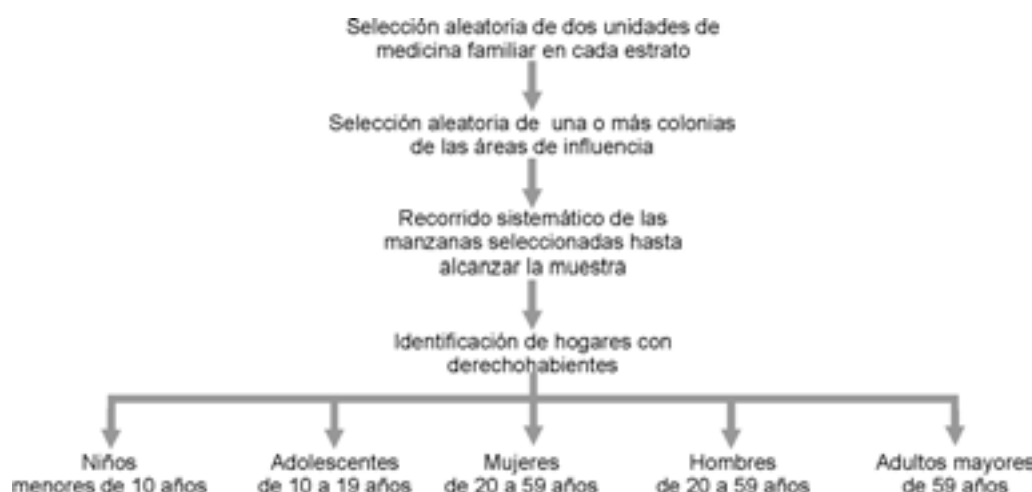 Selección aleatoria de dos unidades de
medicina familiar en cada estrato
Selección aleatoria de una o más colonias
de las áreas de influencia
Recorrido sistemático de las
manzanas seleccionadas hasta
alcanzar la muestra
Identificación de hogares con
derechohabientes
Niños
menores de 10 años
Adolescentes
de 10 a 19 años
Mujeres
de 20 a 59 años
Hombres
de 20 a 59 años
Adultos mayores
de 59 años